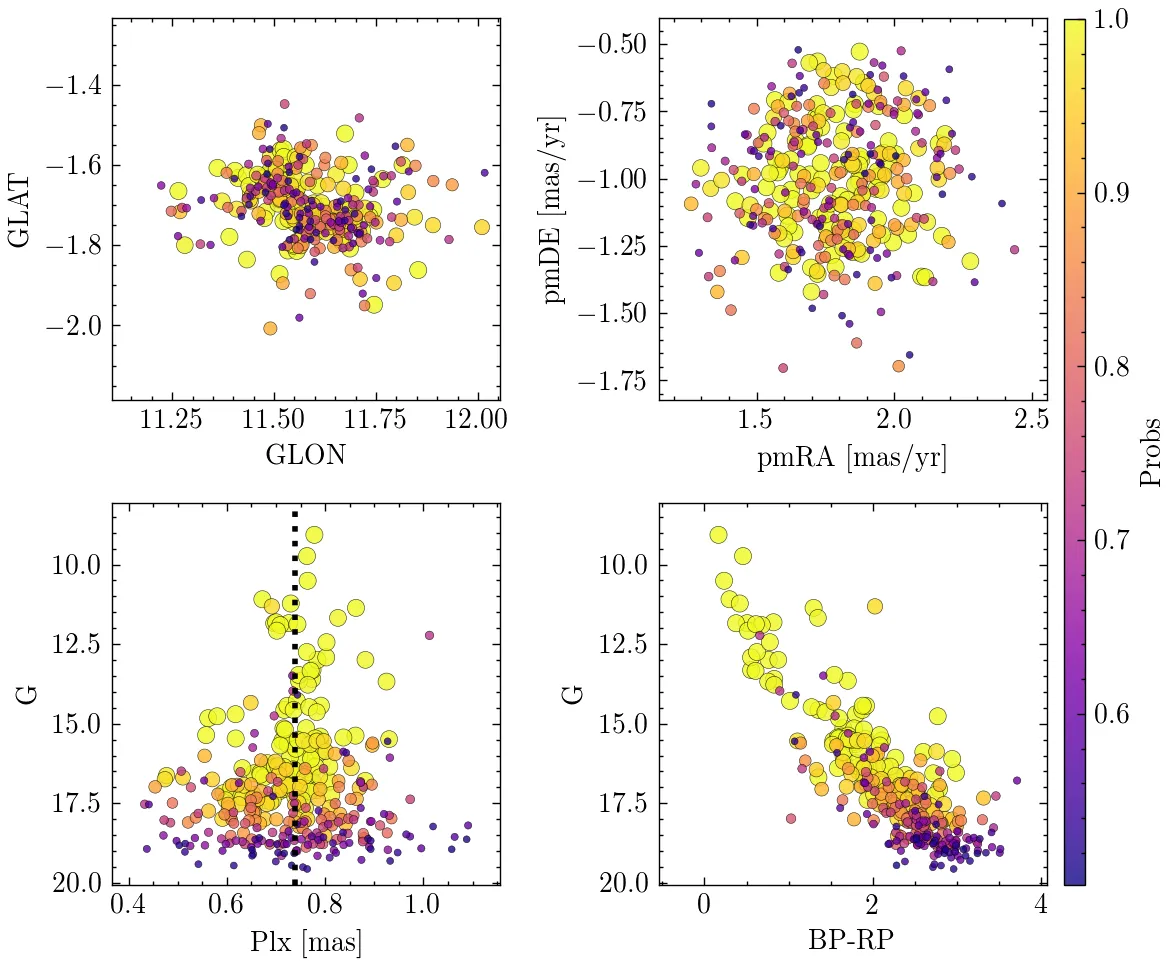 −1.4
−1.6
−1.8
−2.0
GLAT
11.25 11.50 11.75 12.00
GLON
−0.50
−0.75
−1.00
−1.25
−1.50
−1.75
pmDE [mas/yr]
1.5 2.0 2.5
pmRA [mas/yr]
1.0
0.9
0.8
0.7
0.6
Probs
10.0
12.5
15.0
17.5
20.0
G
0.4 0.6 0.8 1.0
Plx [mas]
10.0
12.5
15.0
17.5
20.0
G
0 2 4
BP-RP